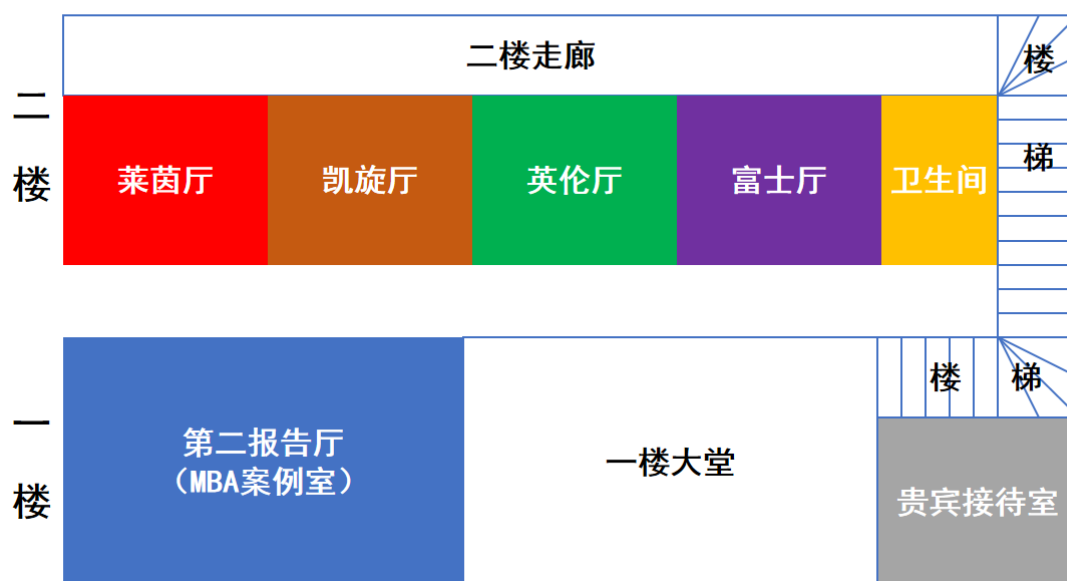 二楼走廊
楼梯
二楼
莱茵厅
凯旋厅
英伦厅
富士厅
卫生间
楼梯
一楼
第二报告厅
（MBA案例室）
一楼大堂
贵宾接待室